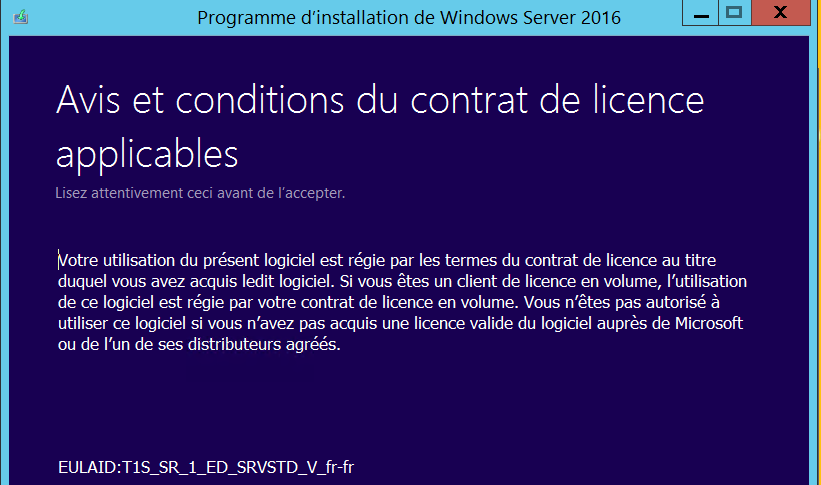 Programme d’installation de Windows Server 2016
Avis et conditions du contrat de licence
applicables
Lisez attentivement ceci avant de l’accepter.
Votre utilisation du présent logiciel est régie par les termes du contrat de licence au titre
duquel vous avez acquis ledit logiciel. Si vous êtes un client de licence en volume, l’utilisation
de ce logiciel est régie par votre contrat de licence en volume. Vous n’êtes pas autorisé à
utiliser ce logiciel si vous n’avez pas acquis une licence valide du logiciel auprès de Microsoft
ou de l’un de ses distributeurs agréés.
EULAID:T1S_SR_1_ED_SRVSTD_V_fr-fr